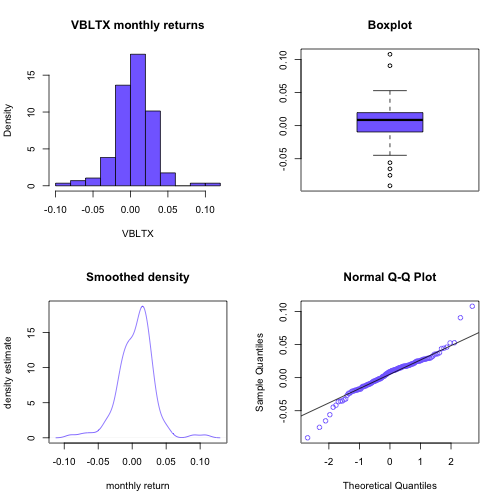 VBLTX monthly returns
Density
0 5 10 15
-0.10 -0.05 0.00 0.05 0.10
VBLTX
Boxplot
-0.05 0.00 0.05 0.10
Smoothed density
density estimate
0 5 10 15
-0.10 -0.05 0.00 0.05 0.10
monthly return
Normal Q-Q Plot
Sample Quantiles
-0.05 0.00 0.05 0.10
-2 -1 0 1 2
Theoretical Quantiles